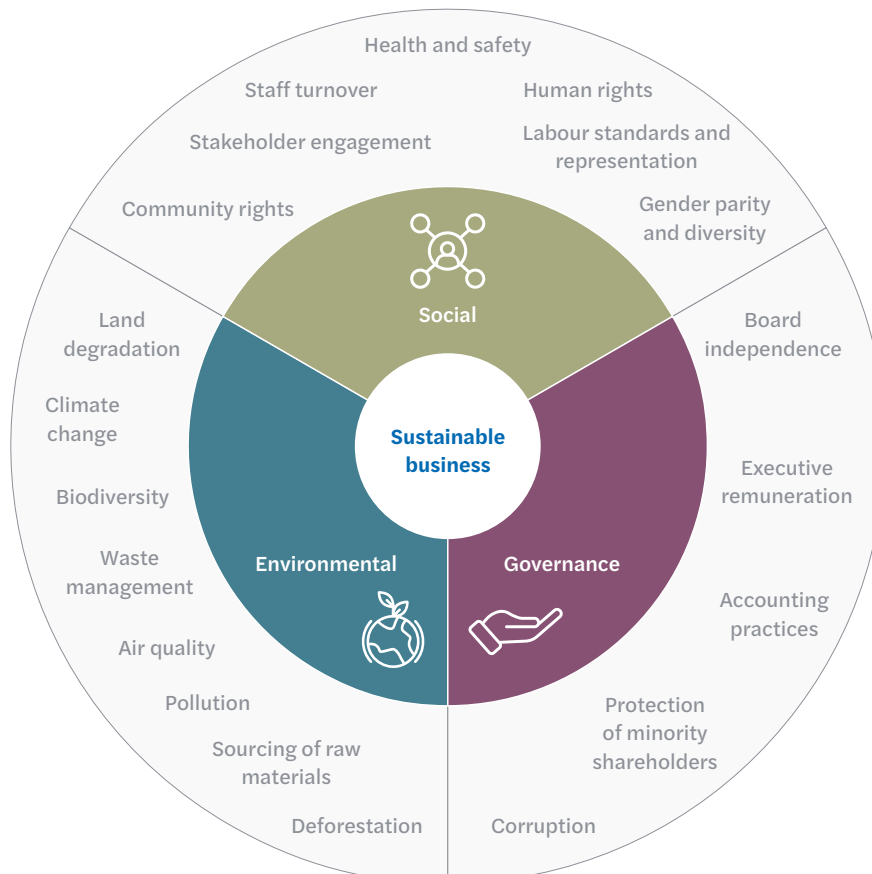 Health and safety
Staff turnover
Human rights
Stakeholder engagement
Labour standards and
representation
Community rights
Gender parity
and diversity
Social
Land
degradation
Board
independence
Climate
change
Sustainable
business
Executive
remuneration
Biodiversity
Waste
management
Environmental
Governance
Accounting
practices
Air quality
Pollution
Protection
of minority
shareholders
Sourcing of raw
materials
Deforestation
Corruption